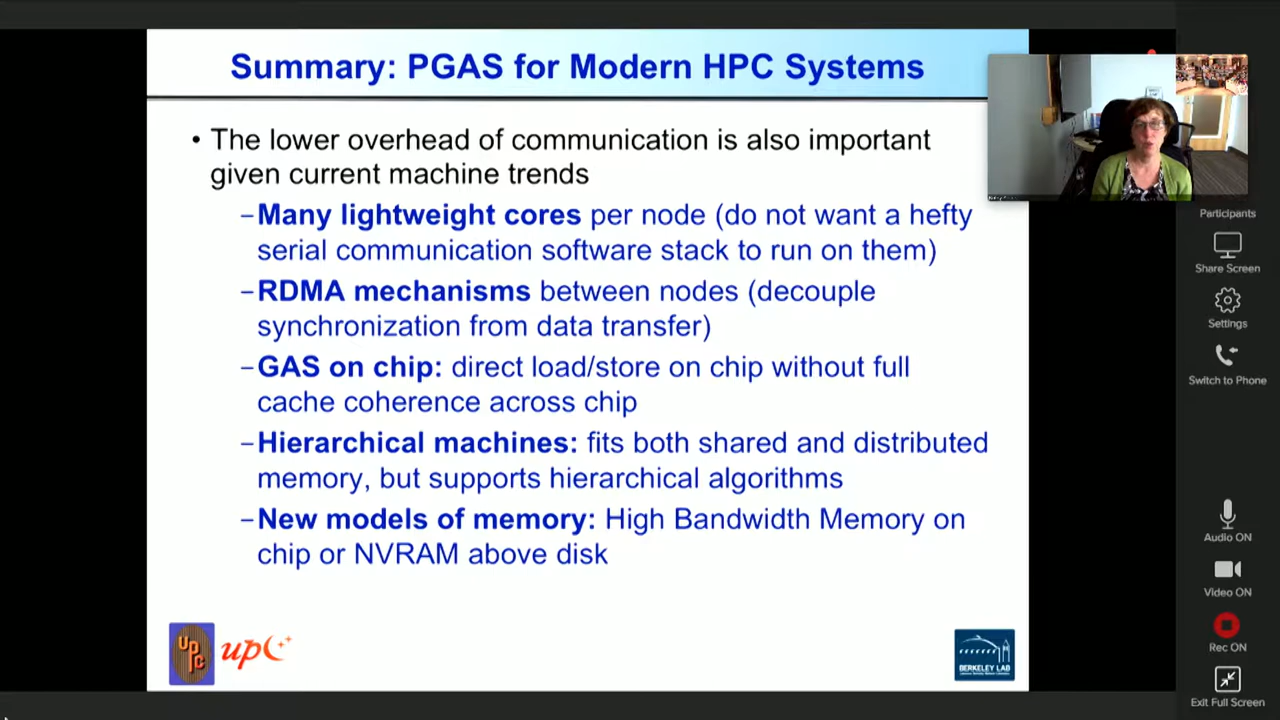 Summary: PGAS for Modern HPC Systems
• The lower overhead of communication is also important
given current machine trends
–Many lightweight cores per node (do not want a hefty
serial communication software stack to run on them)
–RDMA mechanisms between nodes (decouple
synchronization from data transfer)
–GAS on chip: direct load/store on chip without full
cache coherence across chip
–Hierarchical machines: fits both shared and distributed
memory, but supports hierarchical algorithms
–New models of memory: High Bandwidth Memory on
chip or NVRAM above disk
UPC
upc++
BERKELEY LAB
Participants
Share Screen
Settings
Switch to Phone
Audio ON
Video ON
Rec ON
Exit Full Screen